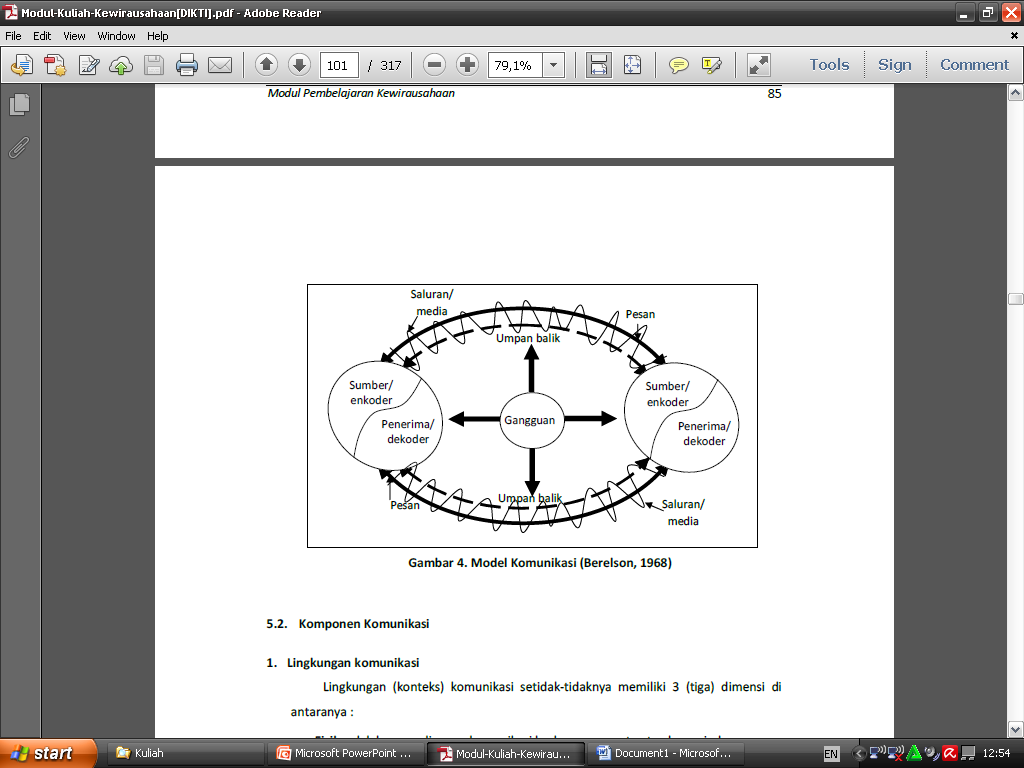 Modul-Kuliah-Kewirausahaan[DIKTI].pdf - Adobe Reader
File Edit View Window Help
101 / 317 79,1% Tools Sign Comment
Modul Pembelajaran Kewirausahaan 85
Saluran/
media
Pesan
Umpan balik
Sumber/
enkoder
Penerima/
dekoder
Gangguan
Sumber/
enkoder
Penerima/
dekoder
Umpan balik
Pesan
Saluran/
media
Gambar 4. Model Komunikasi (Berelson, 1968)
5.2. Komponen Komunikasi
1. Lingkungan komunikasi
Lingkungan (konteks) komunikasi setidak-tidaknya memiliki 3 (tiga) dimensi di
antaranya :
start Kuliah Microsoft PowerPoint ... Modul-Kuliah-Kewirau... Document1 - Microsof... EN 12:54